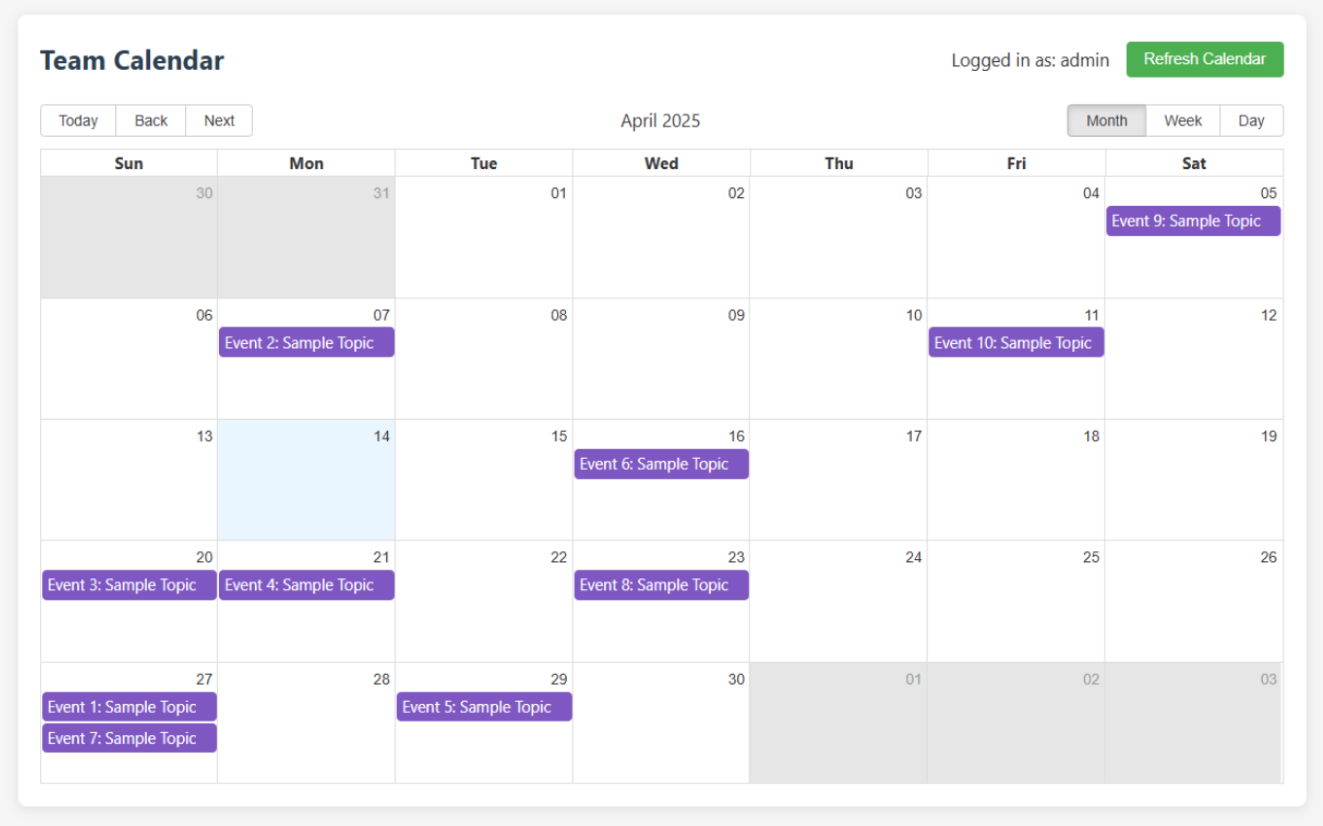 Team Calendar
Logged in as: admin
Refresh Calendar
Today Back Next
April 2025
Month Week Day
Sun Mon Tue Wed Thu Fri Sat
30 31 01 02 03 04 05
Event 9: Sample Topic
06 07 08 09 10 11 12
Event 2: Sample Topic Event 10: Sample Topic
13 14 15 16 17 18 19
Event 6: Sample Topic
20 21 22 23 24 25 26
Event 3: Sample Topic Event 4: Sample Topic Event 8: Sample Topic
27 28 29 30 01 02 03
Event 1: Sample Topic Event 5: Sample Topic
Event 7: Sample Topic